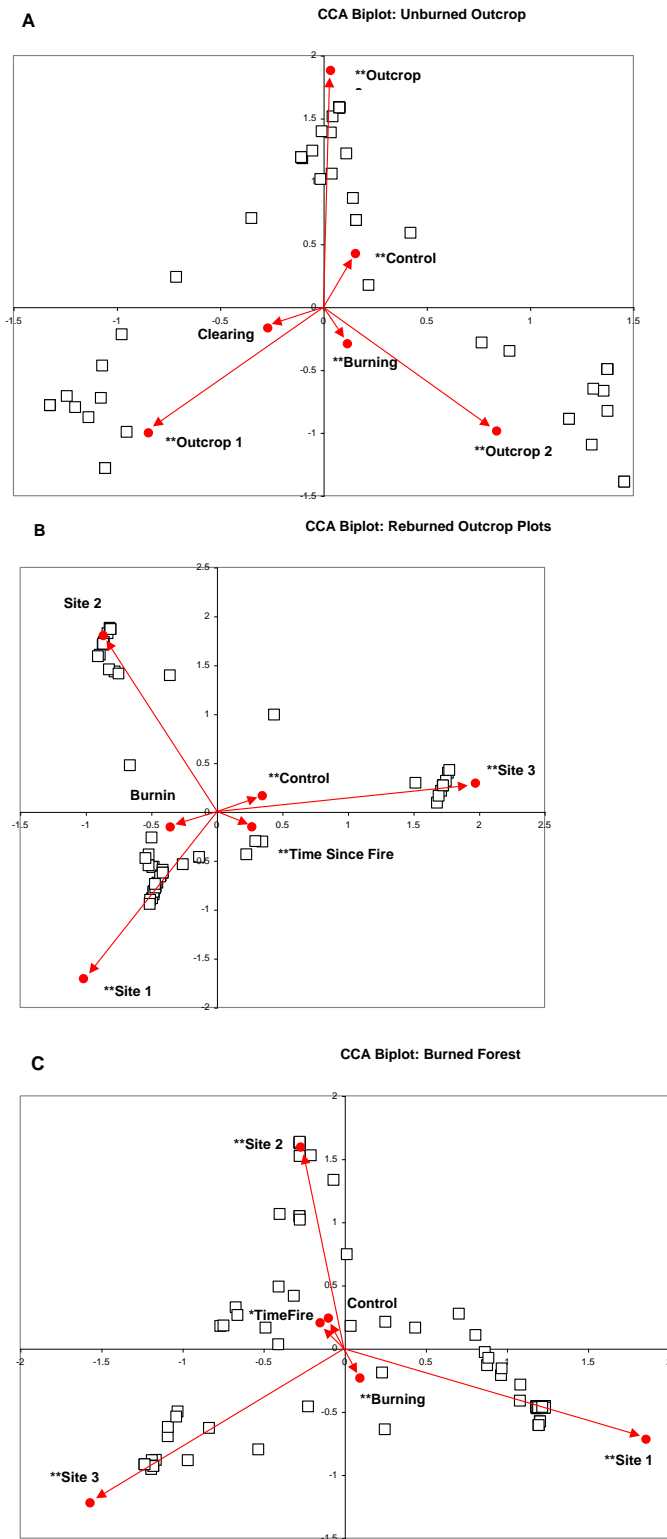 A
CCA Biplot: Unburned Outcrop
2
**Outcrop
1.5
1
0.5
**Control
0
-1.5 -1 -0.5 0 0.5 1 1.5
Clearing
**Burning
-0.5
**Outcrop 1
**Outcrop 2
-1
-1.5
B
CCA Biplot: Reburned Outcrop Plots
2.5
Site 2
2
1.5
1
0.5
**Site 3
**Control
Burnin
0
-1.5 -1 -0.5 0 0.5 1 1.5 2 2.5
**Time Since Fire
-0.5
-1
-1.5
**Site 1
-2
C
CCA Biplot: Burned Forest
2
**Site 2
1.5
1
0.5
*TimeFire
Control
0
-2 -1.5 -1 -0.5 0 0.5 1 1.5 2
**Burning
-0.5
-1
**Site 1
**Site 3
-1.5